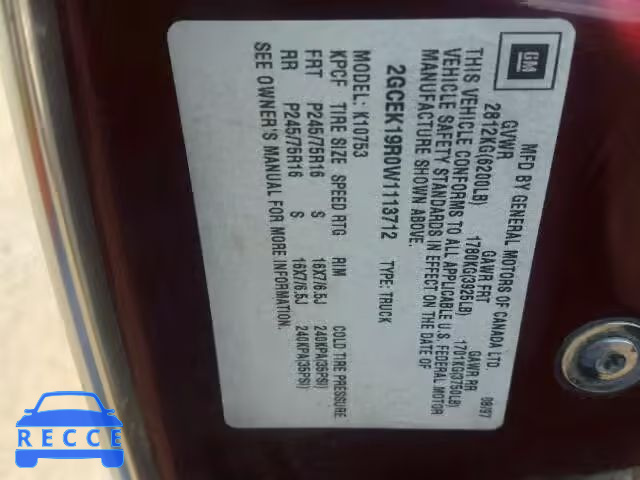 GM
MFD BY GENERAL MOTORS OF CANADA LTD.
08/97
GVWR GAWR FRT GAWR RR
2812KG(6200LB) 1780KG(3925LB) 1701KG(3750LB)
THIS VEHICLE CONFORMS TO ALL APPLICABLE U.S. FEDERAL MOTOR
VEHICLE SAFETY STANDARDS IN EFFECT ON THE DATE OF
MANUFACTURE SHOWN ABOVE.
2GCEK19R0W1113712 TYPE: TRUCK
MODEL: K10753
KPCF TIRE SIZE SPEED RTG RIM COLD TIRE PRESSURE
FRT P245/75R16 S 16X7/6.5J 240KPA(35PSI)
RR P245/75R16 S 16X7/6.5J 240KPA(35PSI)
SEE OWNER'S MANUAL FOR MORE INFORMATION.
RECCE